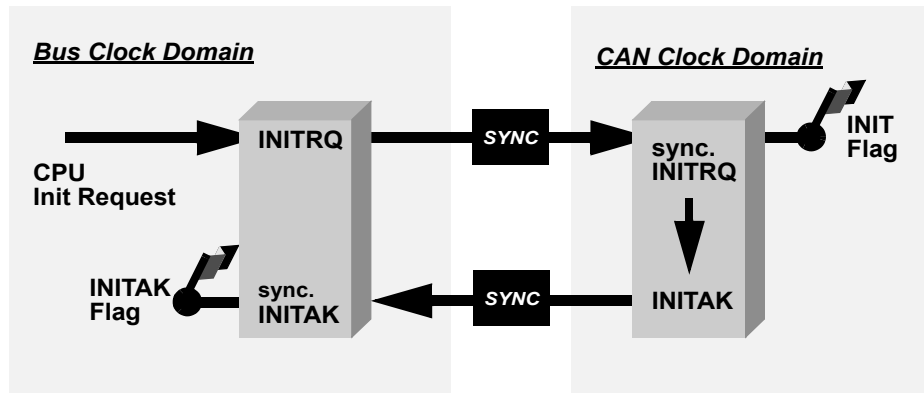 Bus Clock Domain
CAN Clock Domain
INITRQ
SYNC
sync.
INITRQ
INIT
Flag
CPU
Init Request
INITAK
Flag
sync.
INITAK
SYNC
INITAK